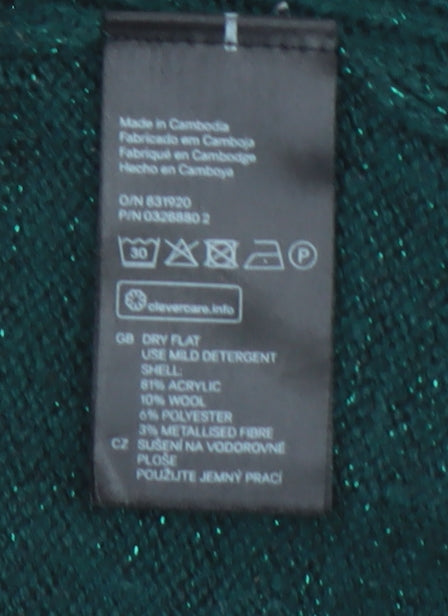 Made in Cambodia
Fabricado em Camboja
Fabriqué en Cambodge
Hecho en Camboya
O/N 831920
P/N 0328880 2
30 P
clevercare.info
GB DRY FLAT
USE MILD DETERGENT
SHELL:
81% ACRYLIC
10% WOOL
6% POLYESTER
3% METALLISED FIBRE
CZ SUŠENÍ NA VODOROVNÉ
PLOŠE
POUŽIJTE JEMNÝ PRACÍ